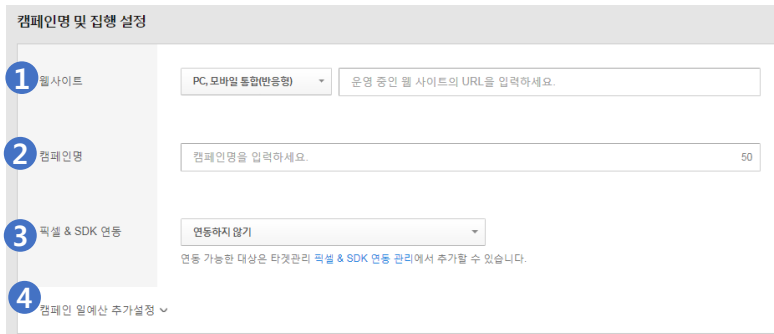 캠페인명 및 집행 설정
1 웹사이트 PC, 모바일 통합(반응형) 운영 중인 웹 사이트의 URL을 입력하세요.
2 캠페인명 캠페인명을 입력하세요. 50
3 픽셀 & SDK 연동 연동하지 않기
연동 가능한 대상은 타겟관리 픽셀 & SDK 연동 관리에서 추가할 수 있습니다.
4 캠페인 일예산 추가설정